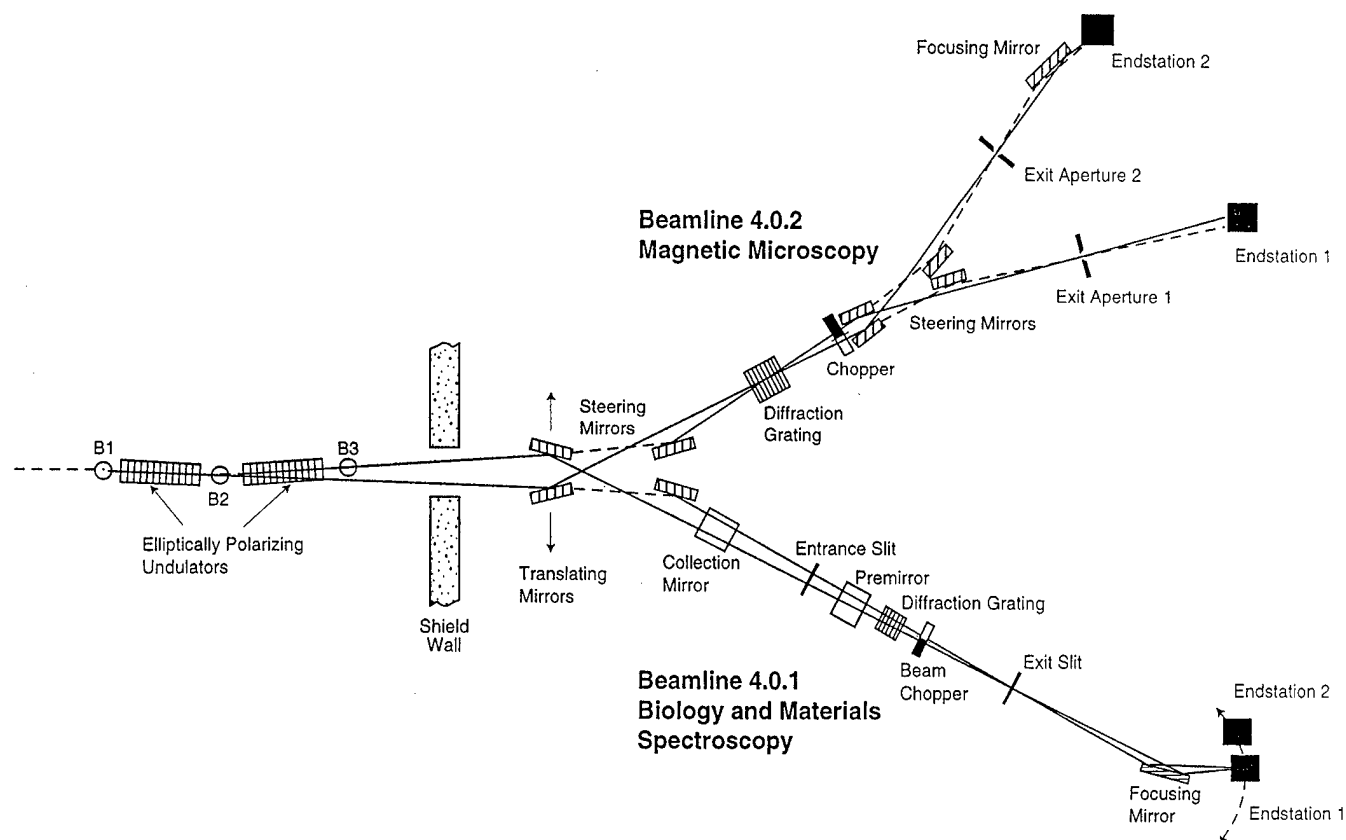 Focusing Mirror
Endstation 2
Exit Aperture 2
Beamline 4.0.2
Magnetic Microscopy
Endstation 1
Exit Aperture 1
Steering Mirrors
Chopper
Diffraction
Grating
Steering
Mirrors
B1
B2
B3
Elliptically Polarizing
Undulators
Shield
Wall
Translating
Mirrors
Collection
Mirror
Entrance Slit
Premirror
Diffraction Grating
Beam
Chopper
Exit Slit
Beamline 4.0.1
Biology and Materials
Spectroscopy
Endstation 2
Focusing
Mirror
Endstation 1